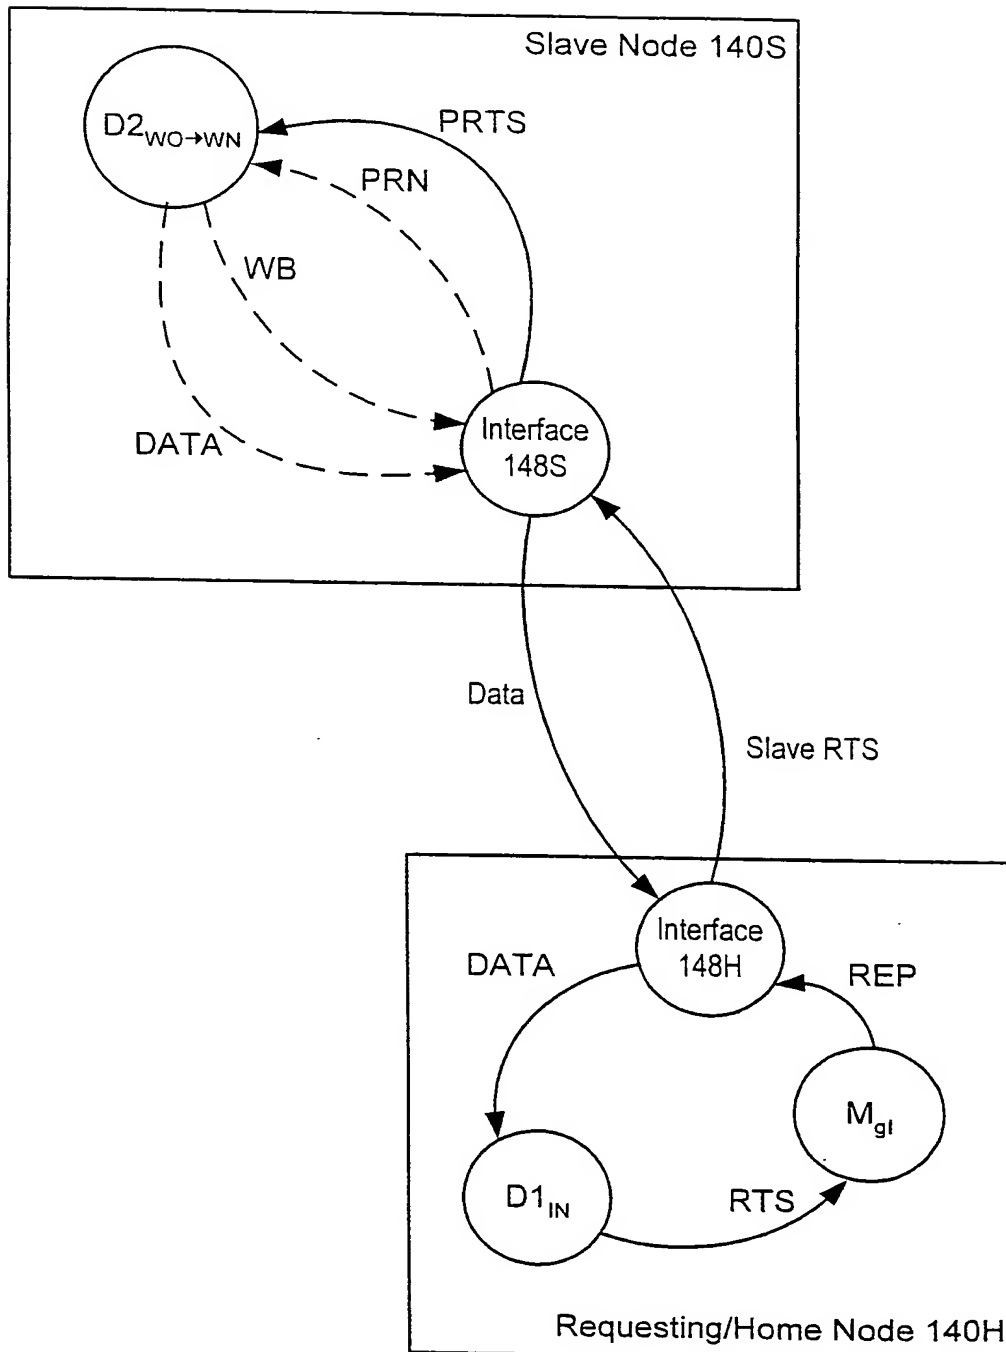 Slave Node 140S
D2WO→WN
PRTS
PRN
WB
DATA
Interface
148S
Data
Slave RTS
Interface
148H
DATA
REP
MgI
D1IN
RTS
Requesting/Home Node 140H